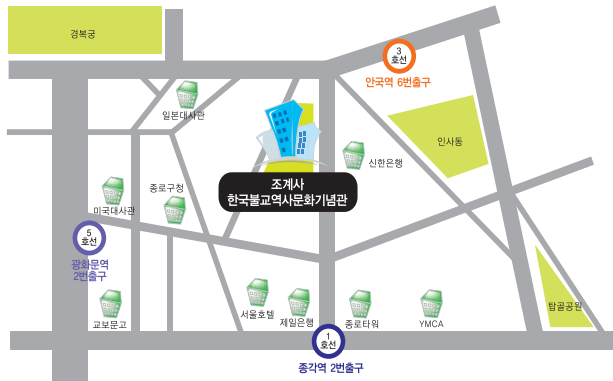 경복궁
3
호선
안국역 6번출구
일본대사관
인사동
신한은행
조계사
한국불교역사문화기념관
미국대사관
종로구청
5
호선
광화문역
2번출구
탑골공원
교보문고
서울호텔
제일은행
종로타워
YMCA
1
호선
종각역 2번출구